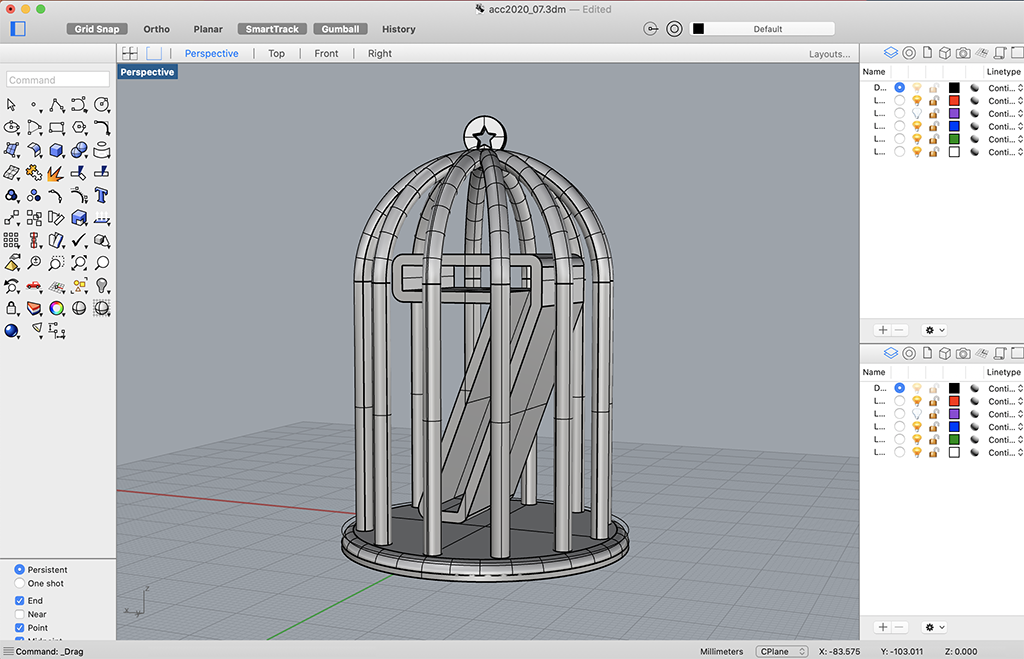 acc2020_07.3dm — Edited
Grid Snap Ortho Planar SmartTrack Gumball History Default
Perspective Top Front Right Layouts...
Perspective
Command
Name Linetype
D... Conti...
L... Conti...
L... Conti...
L... Conti...
L... Conti...
L... Conti...
Name Linetype
D... Conti...
L... Conti...
L... Conti...
L... Conti...
L... Conti...
L... Conti...
Persistent
One shot
End
Near
Point
Midpoint
z
x y
Command: _Drag Millimeters CPlane X: -83.575 Y: -103.011 Z: 0.000